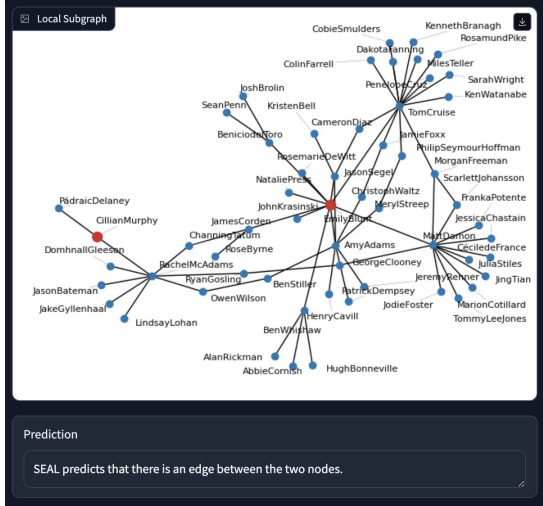 Local Subgraph
CobieSmulders
KennethBranagh
RosamundPike
DakotaFanning
ColinFarrell
MilesTeller
PenelopeCruz
SarahWright
JoshBrolin
KenWatanabe
SeanPenn
KristenBell
TomCruise
CameronDiaz
BenicioDelToro
JamieFoxx
PhilipSeymourHoffman
RosemarieDeWitt
MorganFreeman
JasonSegel
NataliePress
ScarlettJohansson
ChristophWaltz
PádraicDelaney
FrankaPotente
JohnKrasinski
MerylStreep
CillianMurphy
JamesCorden
EmilyBlunt
JessicaChastain
ChanningTatum
MattDamon
DomhnallGleeson
RoseByrne
AmyAdams
CéciledeFrance
RachelMcAdams
GeorgeClooney
JuliaStiles
RyanGosling
JeremyRenner
JingTian
JasonBateman
BenStiller
PatrickDempsey
OwenWilson
JodieFoster
MarionCotillard
JakeGyllenhaal
HenryCavill
TommyLeeJones
LindsayLohan
BenWhishaw
AlanRickman
AbbieCornish
HughBonneville
Prediction
SEAL predicts that there is an edge between the two nodes.